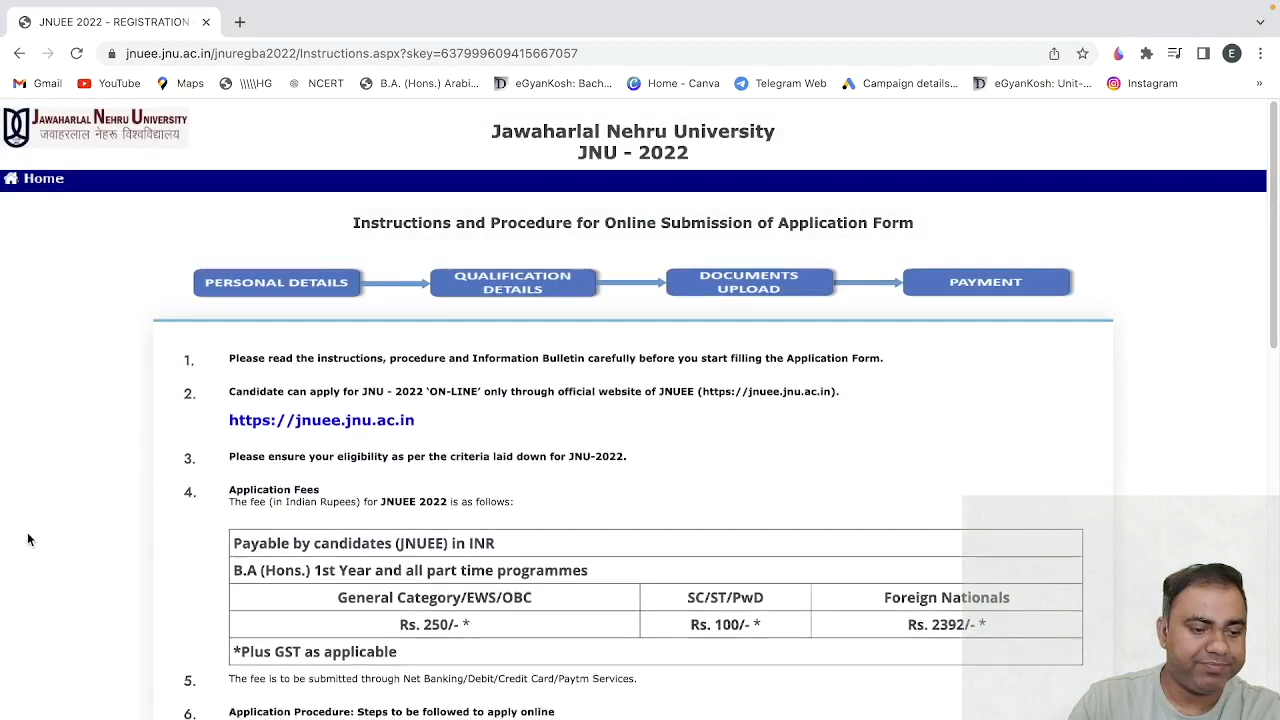 JNUEE 2022 - REGISTRATION
jnuee.jnu.ac.in/jnuregba2022/Instructions.aspx?skey=637999609415667057
E
Gmail
YouTube
Maps
\\\\\HG
NCERT
B.A. (Hons.) Arabi...
eGyanKosh: Bach...
Home - Canva
Telegram Web
Campaign details...
eGyanKosh: Unit-...
Instagram
»
JAWAHARLAL NEHRU UNIVERSITY
जवाहरलाल नेहरू विश्वविद्यालय
Jawaharlal Nehru University
JNU - 2022
Home
Instructions and Procedure for Online Submission of Application Form
PERSONAL DETAILS
QUALIFICATION
DETAILS
DOCUMENTS
UPLOAD
PAYMENT
1. Please read the instructions, procedure and Information Bulletin carefully before you start filling the Application Form.
2. Candidate can apply for JNU - 2022 ‘ON-LINE’ only through official website of JNUEE (https://jnuee.jnu.ac.in).
https://jnuee.jnu.ac.in
3. Please ensure your eligibility as per the criteria laid down for JNU-2022.
4. Application Fees
The fee (in Indian Rupees) for JNUEE 2022 is as follows:
Payable by candidates (JNUEE) in INR
B.A (Hons.) 1st Year and all part time programmes
General Category/EWS/OBC SC/ST/PwD Foreign Nationals
Rs. 250/- * Rs. 100/- * Rs. 2392/- *
*Plus GST as applicable
5. The fee is to be submitted through Net Banking/Debit/Credit Card/Paytm Services.
6. Application Procedure: Steps to be followed to apply online